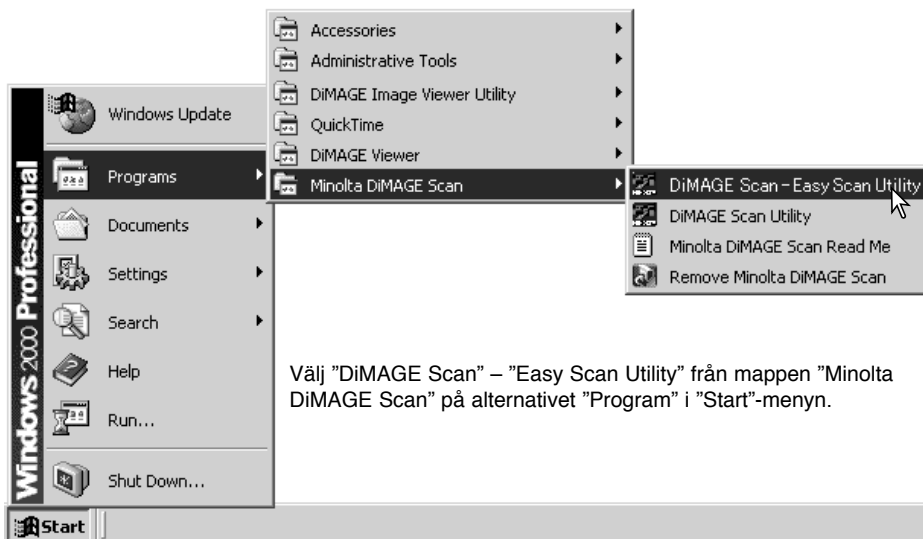 Accessories
Administrative Tools
DiMAGE Image Viewer Utility
QuickTime
DiMAGE Viewer
Minolta DiMAGE Scan
DiMAGE Scan – Easy Scan Utility
DiMAGE Scan Utility
Minolta DiMAGE Scan Read Me
Remove Minolta DiMAGE Scan
Windows 2000 Professional
Windows Update
Programs
Documents
Settings
Search
Help
Run...
Shut Down...
Välj ”DiMAGE Scan” – ”Easy Scan Utility” från mappen ”Minolta
DiMAGE Scan” på alternativet ”Program” i ”Start”-menyn.
Start